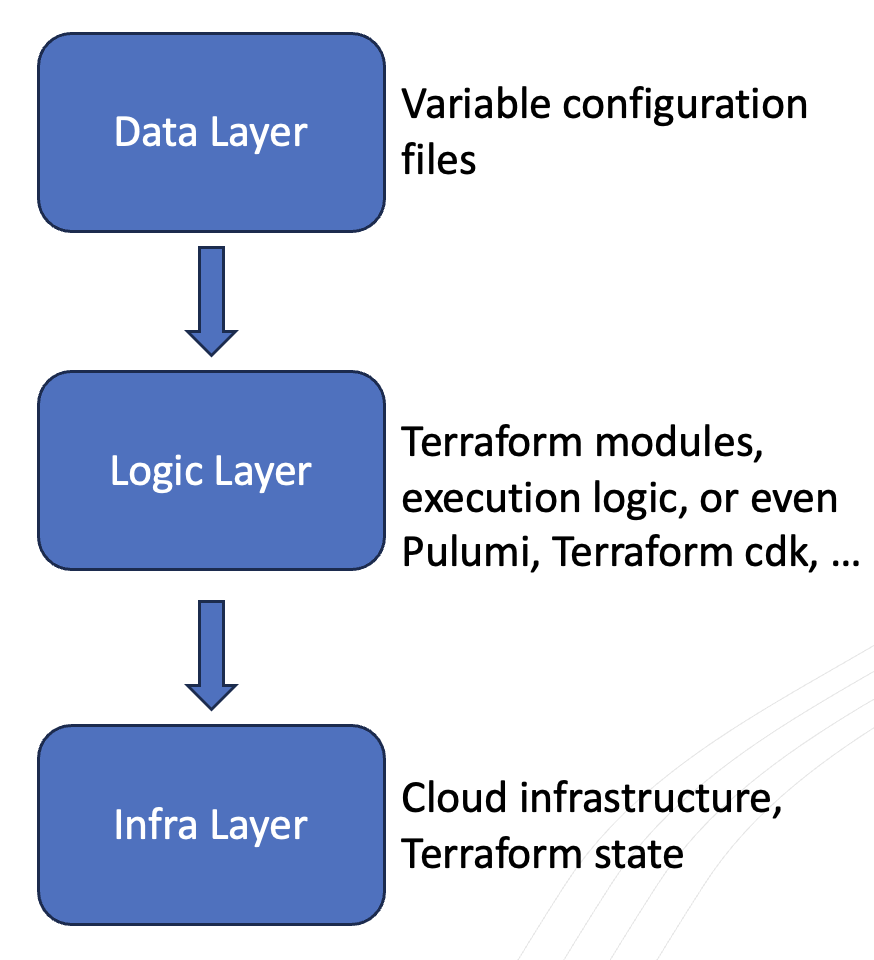 Data Layer
Variable configuration
files
Logic Layer
Terraform modules,
execution logic, or even
Pulumi, Terraform cdk, ...
Infra Layer
Cloud infrastructure,
Terraform state